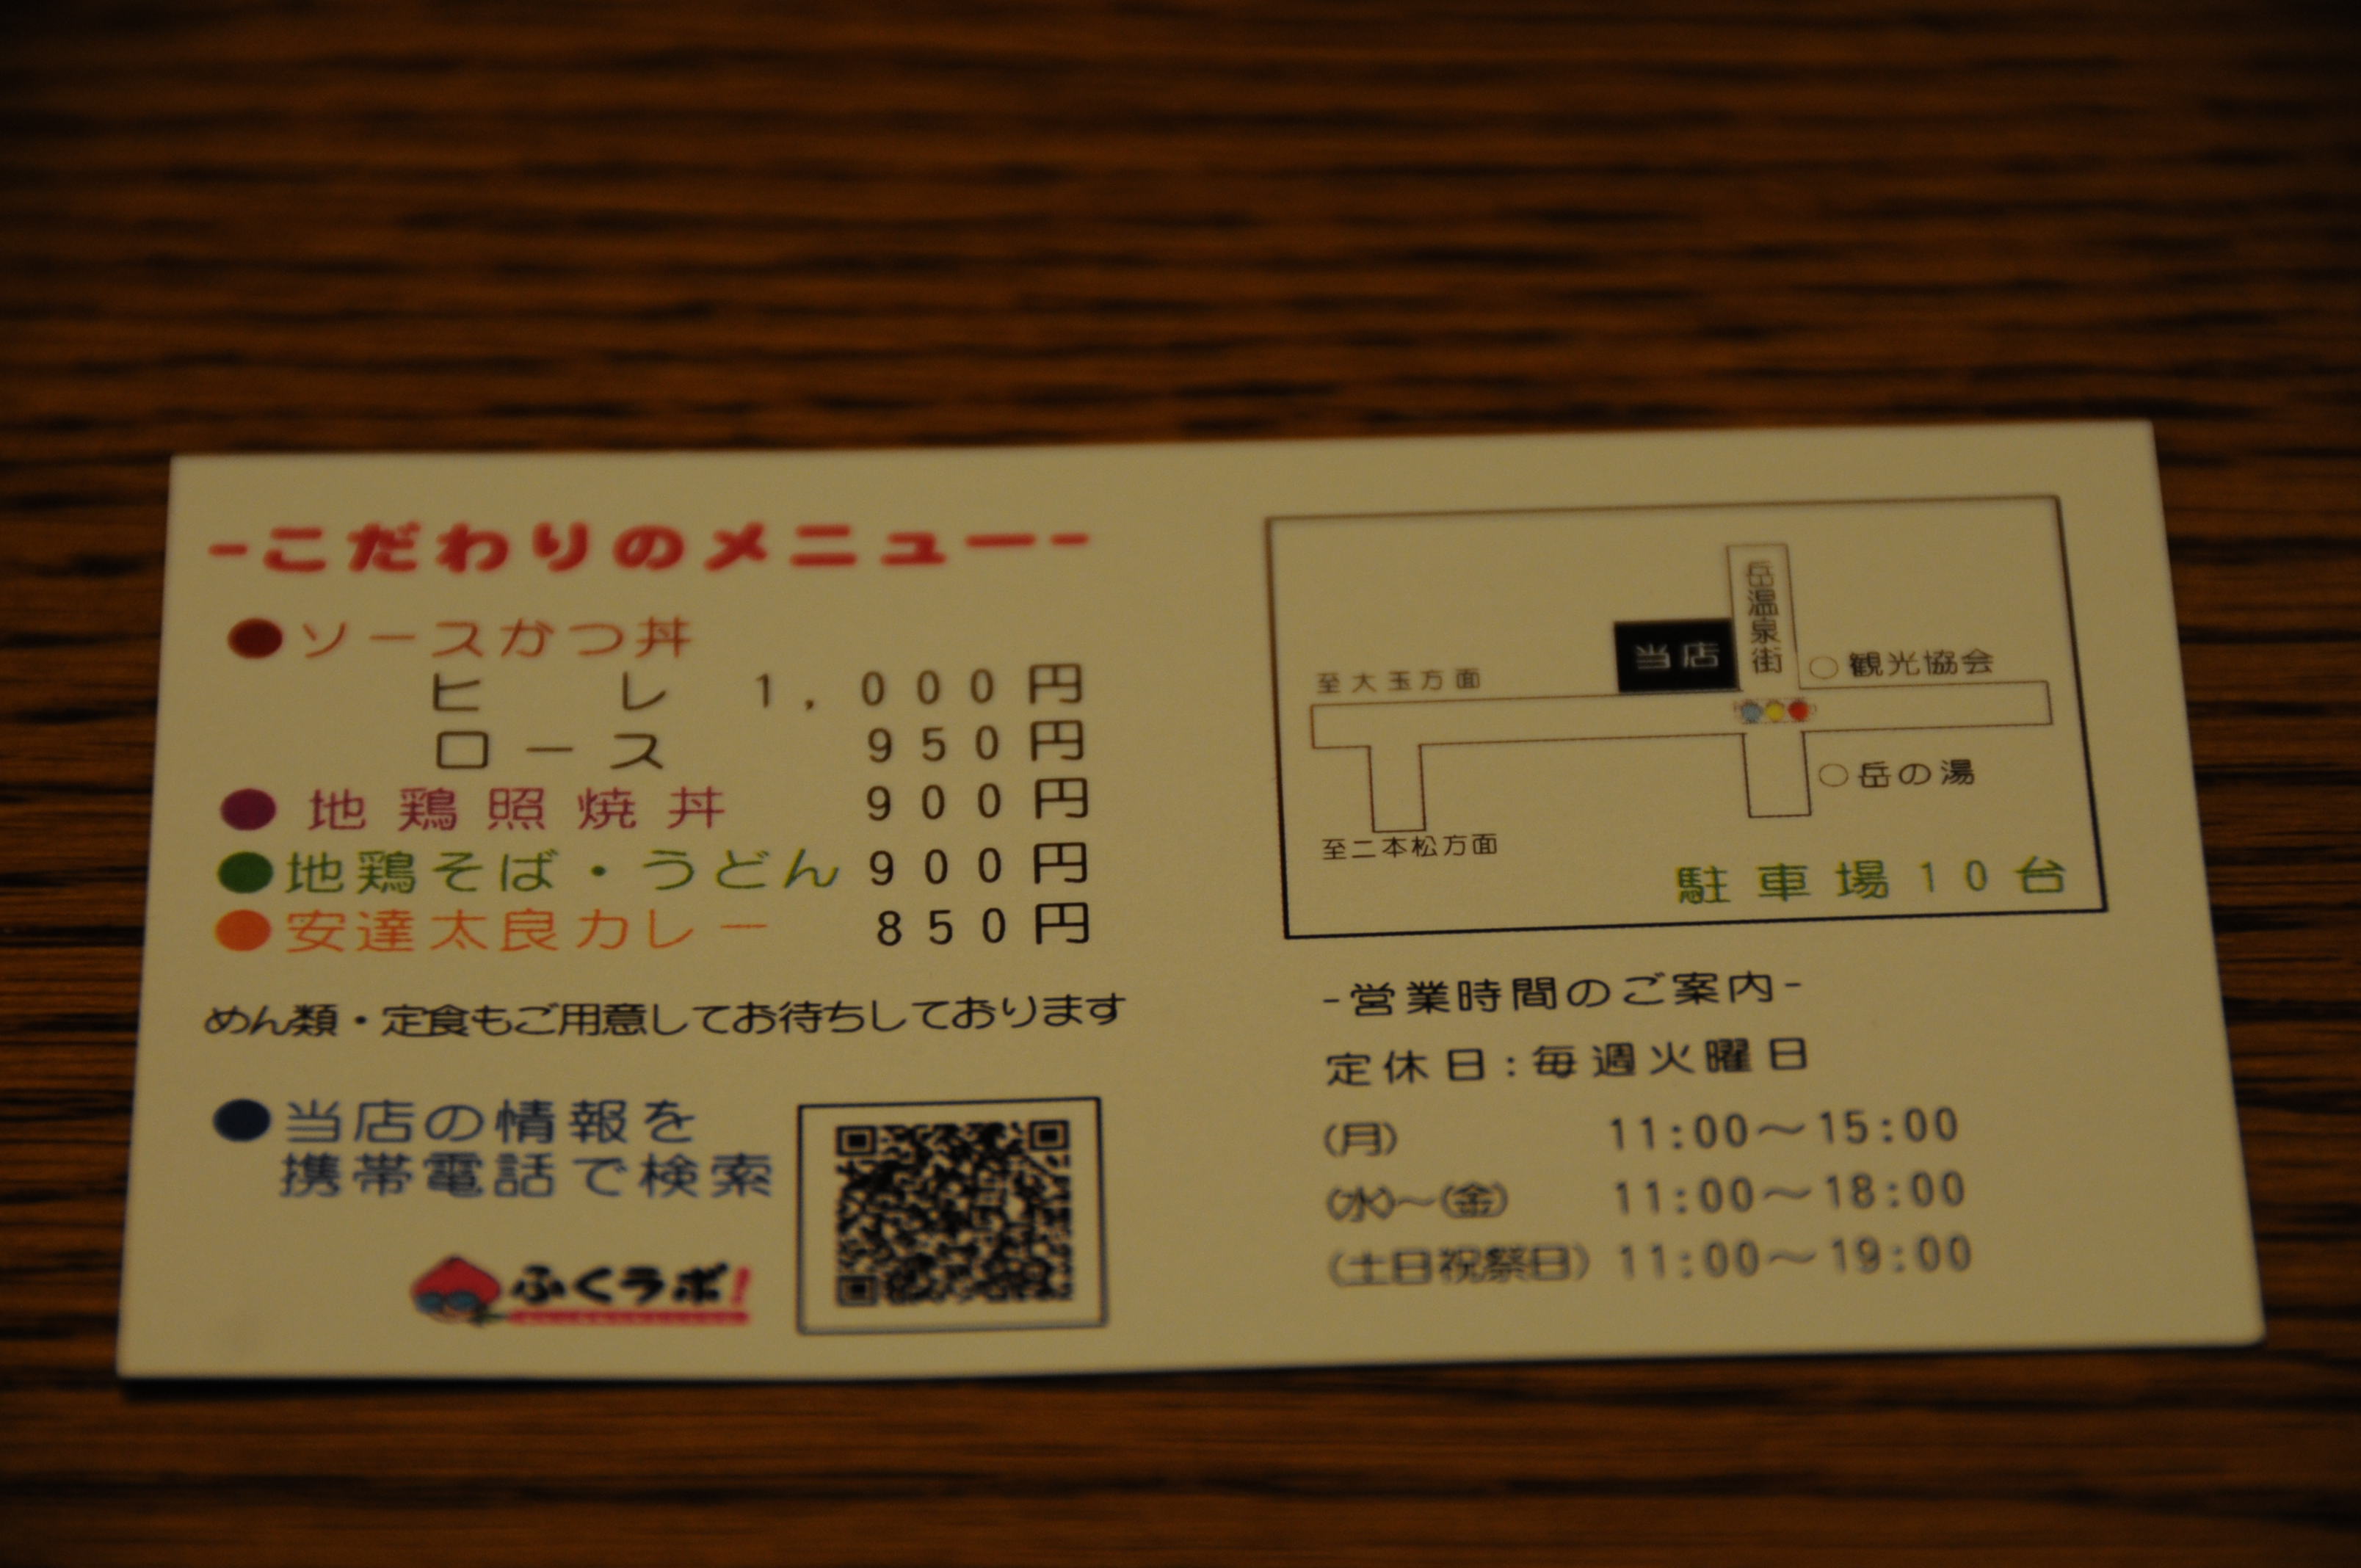 -こだわりのメニュー-
●ソースかつ丼
ヒレ 1,000円
ロース 950円
●地鶏照焼丼 900円
●地鶏そば・うどん 900円
●安達太良カレー 850円
めん類・定食もご用意してお待ちしております
●当店の情報を
携帯電話で検索
ふくラボ!
岳温泉街
当店
○観光協会
至大玉方面
○岳の湯
至二本松方面
駐車場10台
-営業時間のご案内-
定休日:毎週火曜日
(月) 11:00～15:00
(水)～(金) 11:00～18:00
(土日祝祭日) 11:00～19:00